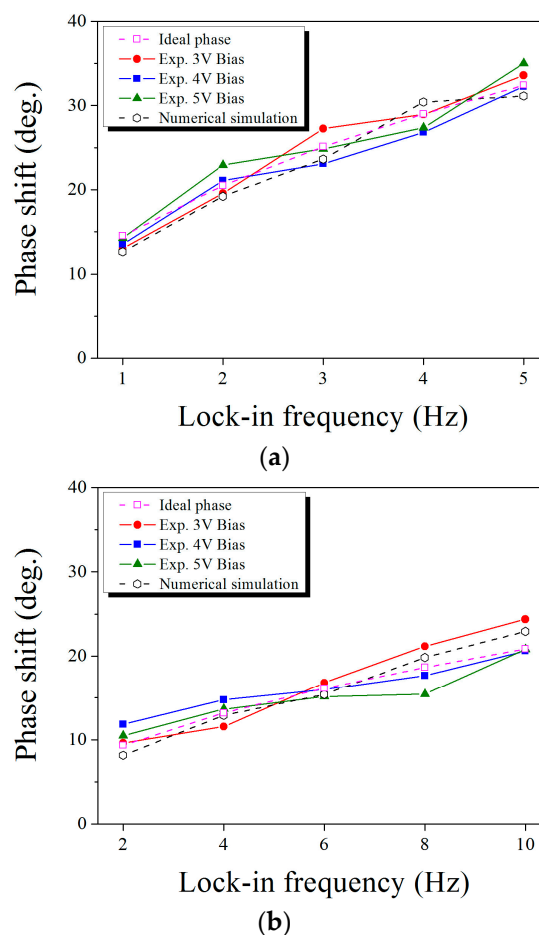 40
30
20
10
0
Phase shift (deg.)
Ideal phase
Exp. 3V Bias
Exp. 4V Bias
Exp. 5V Bias
Numerical simulation
1 2 3 4 5
Lock-in frequency (Hz)
(a)
40
30
20
10
0
Phase shift (deg.)
Ideal phase
Exp. 3V Bias
Exp. 4V Bias
Exp. 5V Bias
Numerical simulation
2 4 6 8 10
Lock-in frequency (Hz)
(b)